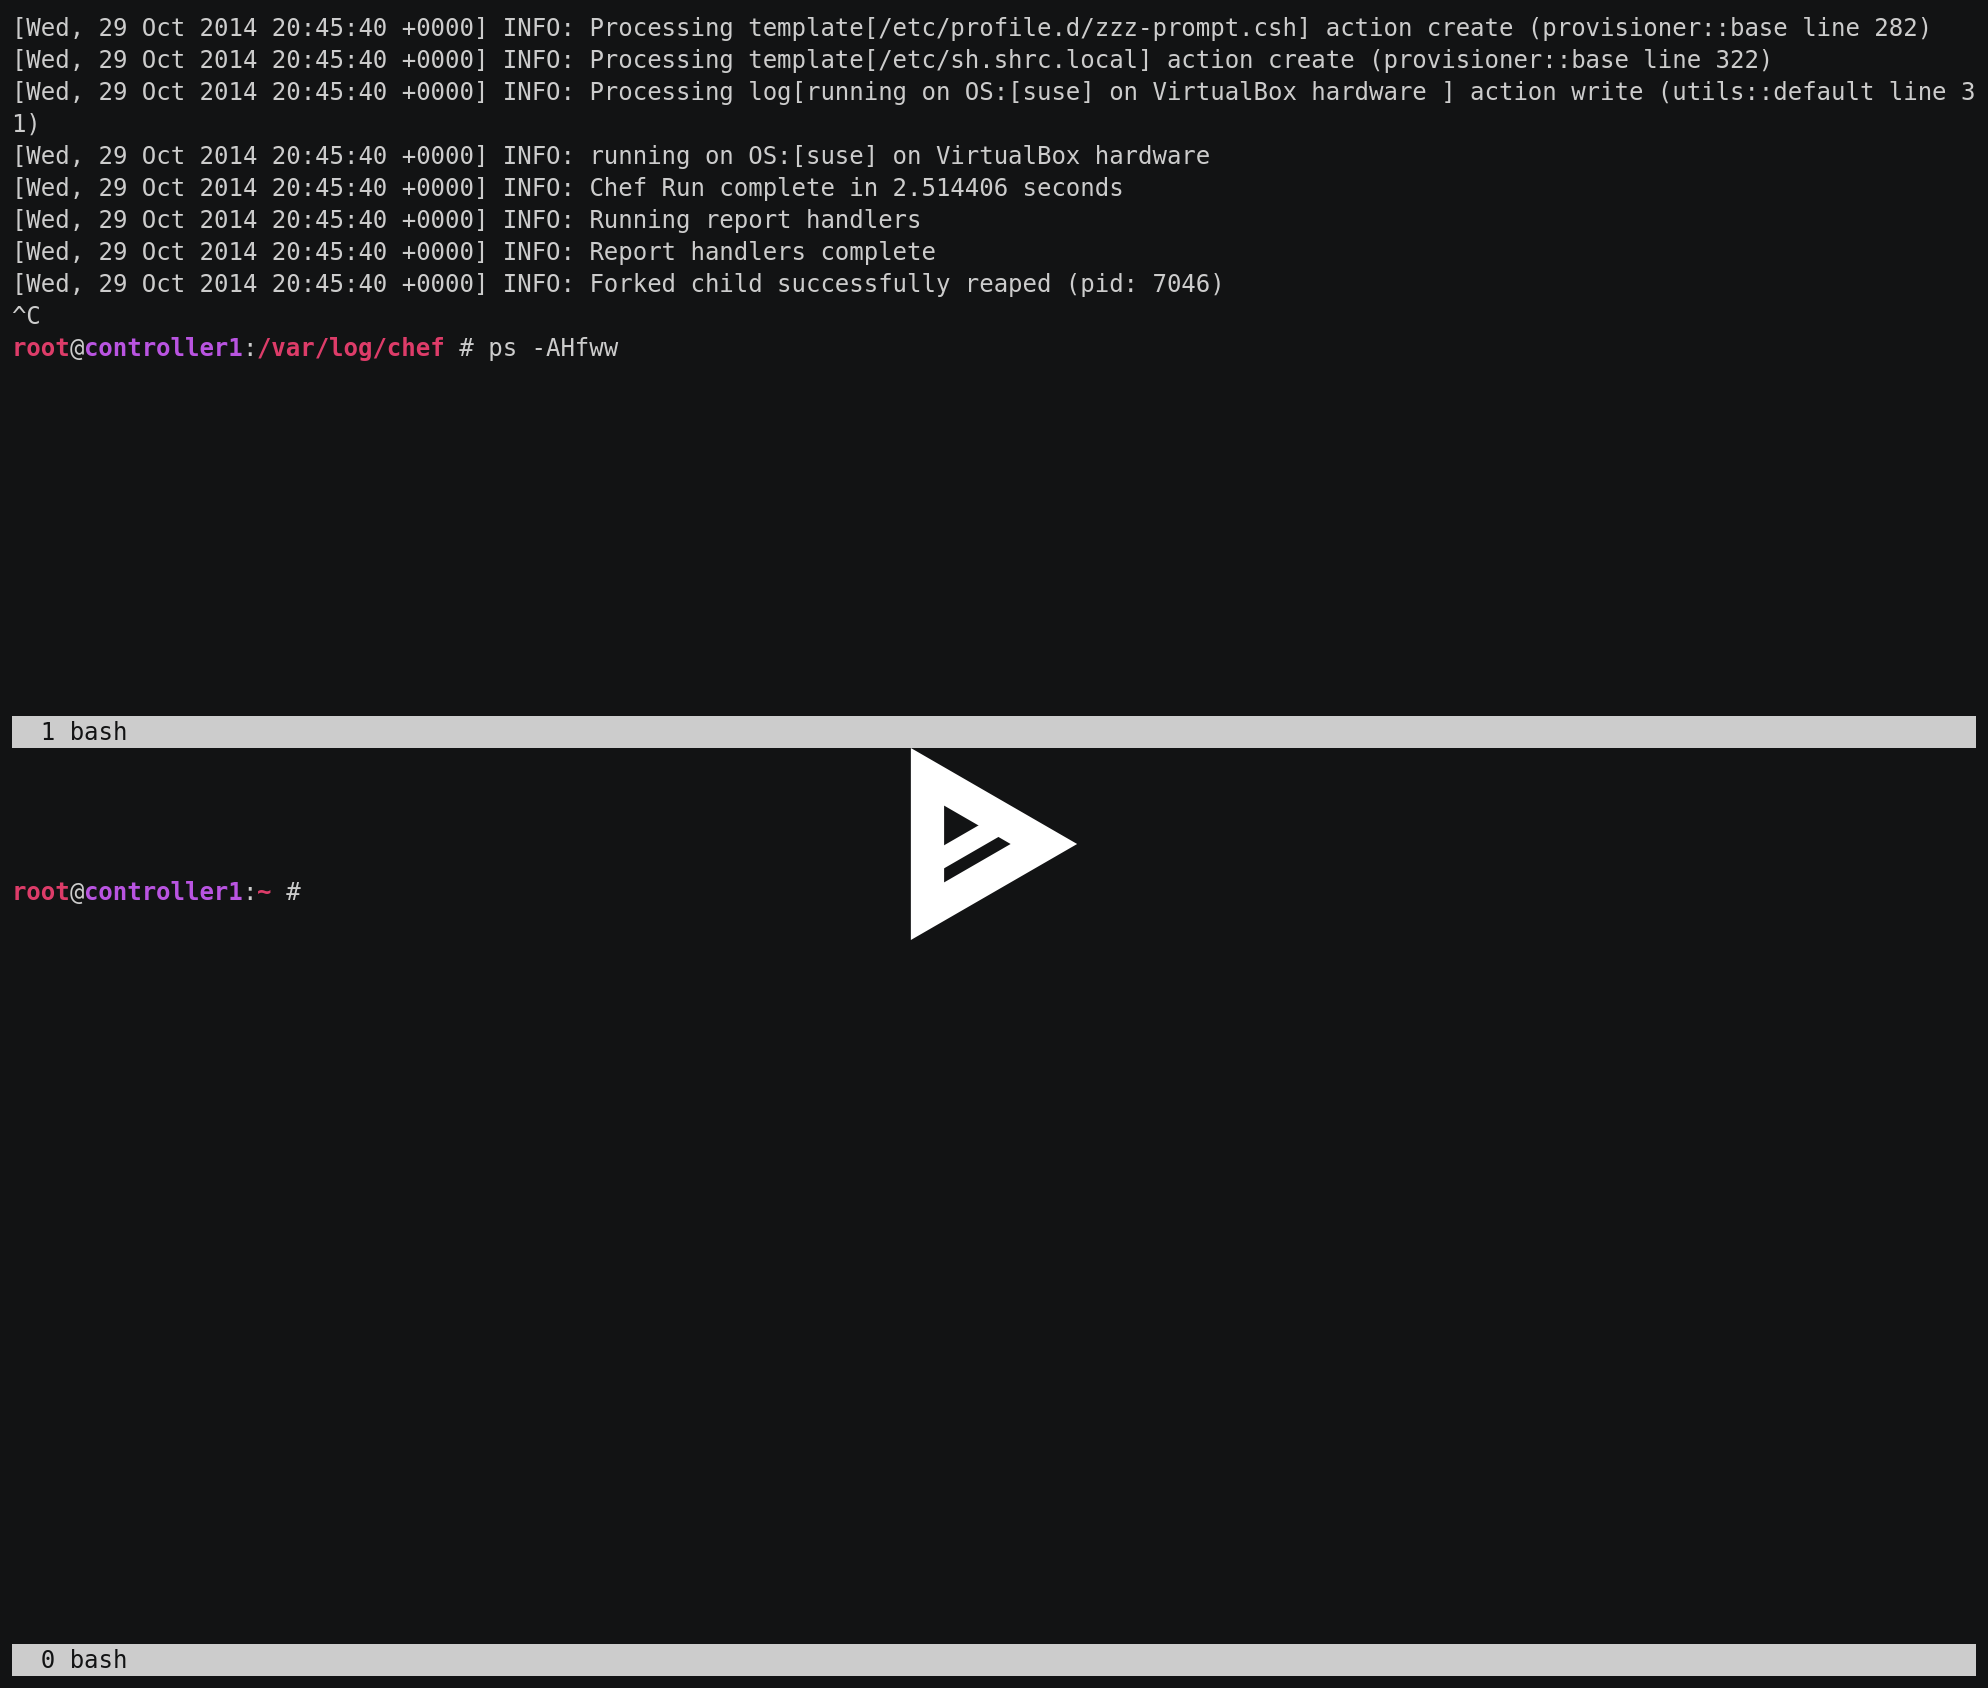 [Wed, 29 Oct 2014 20:45:40 +0000] INFO: Processing template[/etc/profile.d/zzz-prompt.csh] action create (provisioner::base line 282)
[Wed, 29 Oct 2014 20:45:40 +0000] INFO: Processing template[/etc/sh.shrc.local] action create (provisioner::base line 322)
[Wed, 29 Oct 2014 20:45:40 +0000] INFO: Processing log[running on OS:[suse] on VirtualBox hardware ] action write (utils::default line 3
1)
[Wed, 29 Oct 2014 20:45:40 +0000] INFO: running on OS:[suse] on VirtualBox hardware
[Wed, 29 Oct 2014 20:45:40 +0000] INFO: Chef Run complete in 2.514406 seconds
[Wed, 29 Oct 2014 20:45:40 +0000] INFO: Running report handlers
[Wed, 29 Oct 2014 20:45:40 +0000] INFO: Report handlers complete
[Wed, 29 Oct 2014 20:45:40 +0000] INFO: Forked child successfully reaped (pid: 7046)
^C
root@controller1:/var/log/chef # ps -AHfww
1 bash
root@controller1:~ #
0 bash